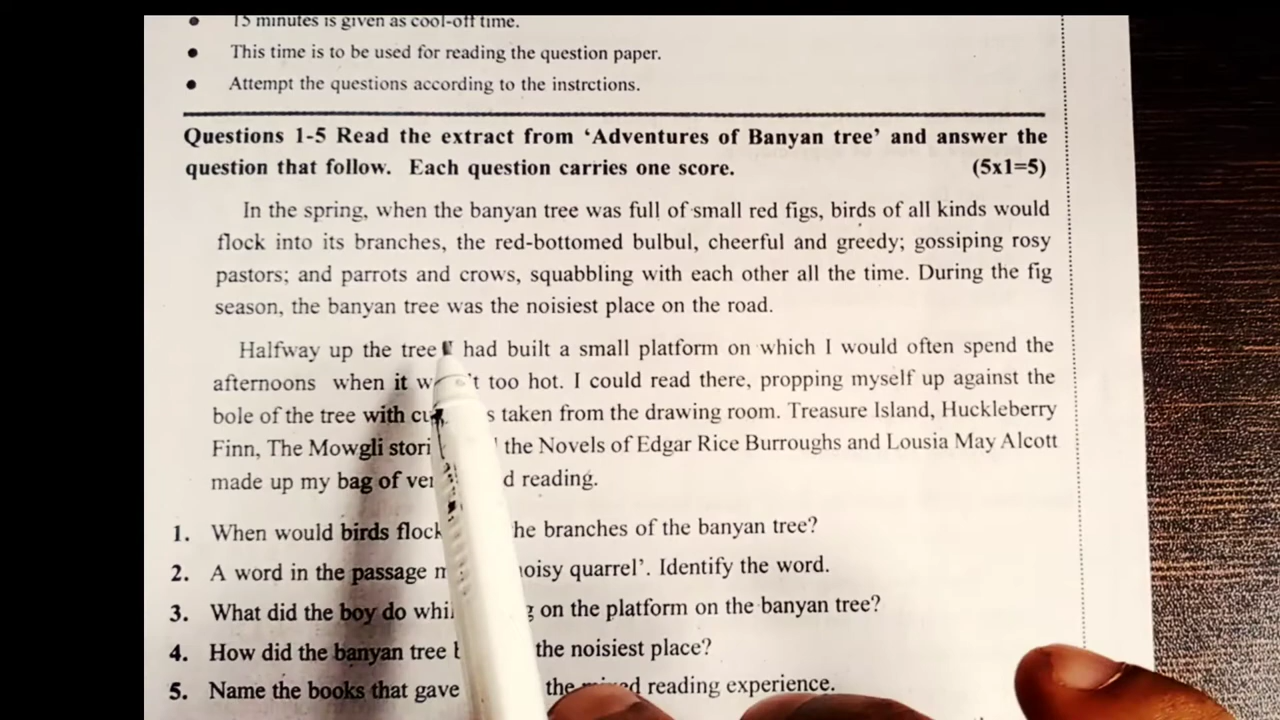 15 minutes is given as cool-off time.
This time is to be used for reading the question paper.
Attempt the questions according to the instrctions.
Questions 1-5 Read the extract from ‘Adventures of Banyan tree’ and answer the
question that follow. Each question carries one score. (5x1=5)
In the spring, when the banyan tree was full of small red figs, birds of all kinds would
flock into its branches, the red-bottomed bulbul, cheerful and greedy; gossiping rosy
pastors; and parrots and crows, squabbling with each other all the time. During the fig
season, the banyan tree was the noisiest place on the road.
Halfway up the tree had built a small platform on which I would often spend the
afternoons when it too hot. I could read there, propping myself up against the
bole of the tree with taken from the drawing room. Treasure Island, Huckleberry
Finn, The Mowgli the Novels of Edgar Rice Burroughs and Lousia May Alcott
made up my bag of reading.
1. When would birds flock the branches of the banyan tree?
2. A word in the passage noisy quarrel’. Identify the word.
3. What did the boy do on the platform on the banyan tree?
4. How did the banyan tree the noisiest place?
5. Name the books that gave the mixed reading experience.